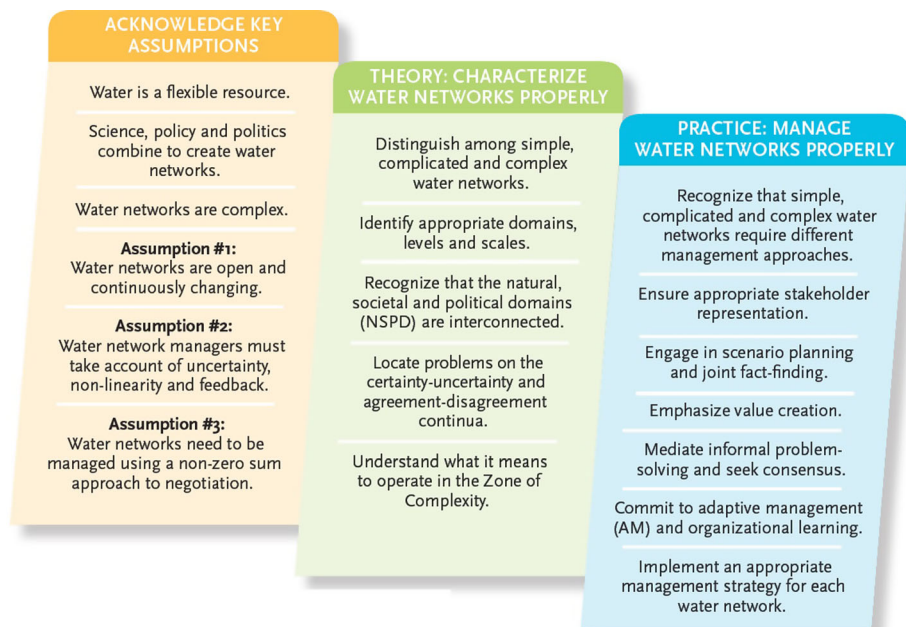 ACKNOWLEDGE KEY
ASSUMPTIONS
Water is a flexible resource.
Science, policy and politics
combine to create water
networks.
Water networks are complex.
Assumption #1:
Water networks are open and
continuously changing.
Assumption #2:
Water network managers must
take account of uncertainty,
non-linearity and feedback.
Assumption #3:
Water networks need to be
managed using a non-zero sum
approach to negotiation.
THEORY: CHARACTERIZE
WATER NETWORKS PROPERLY
Distinguish among simple,
complicated and complex
water networks.
Identify appropriate domains,
levels and scales.
Recognize that the natural,
societal and political domains
(NSPD) are interconnected.
Locate problems on the
certainty-uncertainty and
agreement-disagreement
continua.
Understand what it means
to operate in the Zone of
Complexity.
PRACTICE: MANAGE
WATER NETWORKS PROPERLY
Recognize that simple,
complicated and complex water
networks require different
management approaches.
Ensure appropriate stakeholder
representation.
Engage in scenario planning
and joint fact-finding.
Emphasize value creation.
Mediate informal problem-
solving and seek consensus.
Commit to adaptive management
(AM) and organizational learning.
Implement an appropriate
management strategy for each
water network.